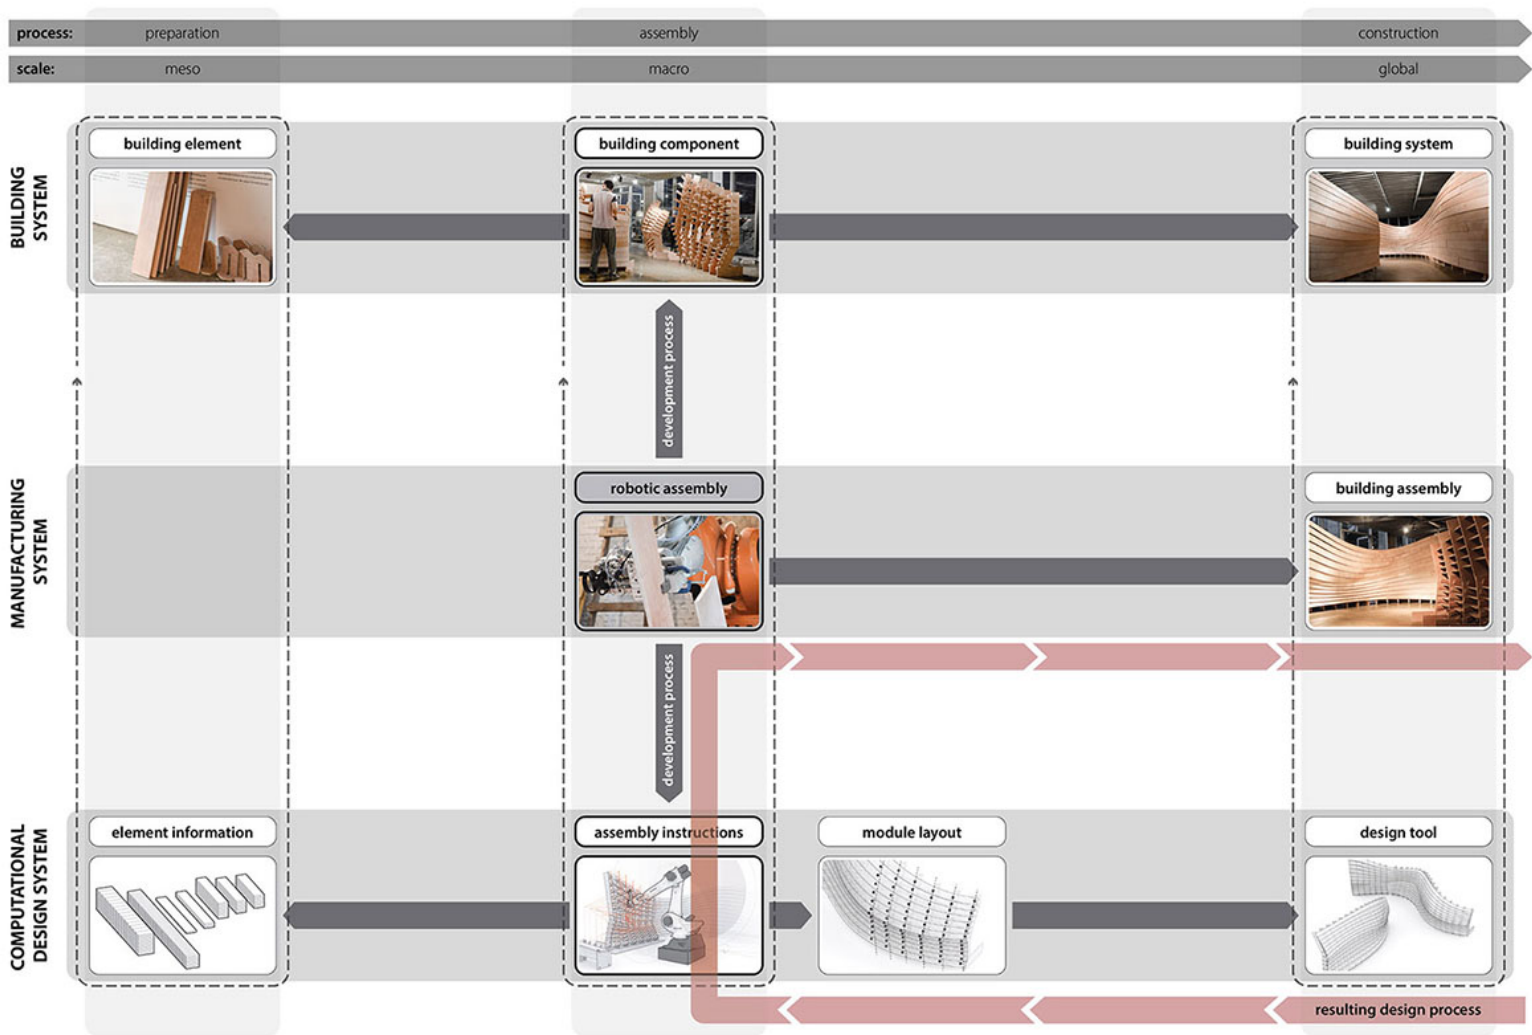 process: preparation assembly construction
scale: meso macro global
BUILDING
SYSTEM
building element
building component
building system
development process
MANUFACTURING
SYSTEM
robotic assembly
building assembly
development process
COMPUTATIONAL
DESIGN SYSTEM
element information
assembly instructions
module layout
design tool
resulting design process